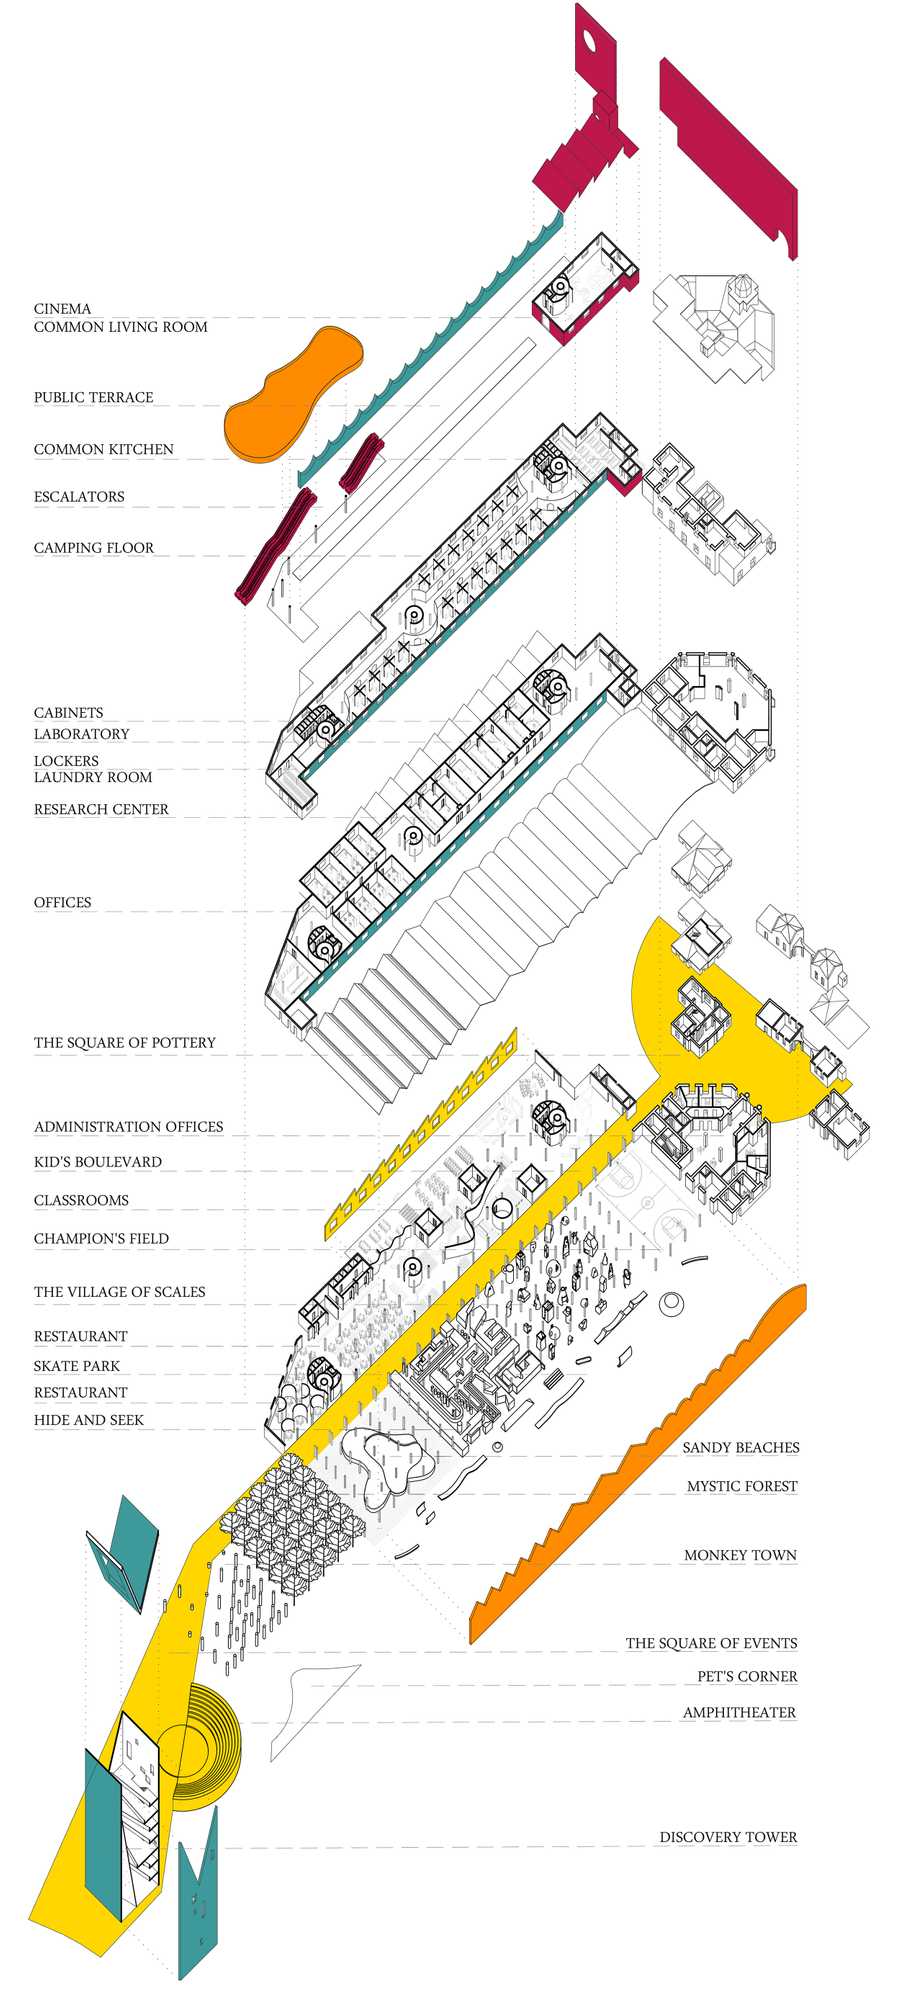 CINEMA
COMMON LIVING ROOM
PUBLIC TERRACE
COMMON KITCHEN
ESCALATORS
CAMPING FLOOR
CABINETS
LABORATORY
LOCKERS
LAUNDRY ROOM
RESEARCH CENTER
OFFICES
THE SQUARE OF POTTERY
ADMINISTRATION OFFICES
KID'S BOULEVARD
CLASSROOMS
CHAMPION'S FIELD
THE VILLAGE OF SCALES
RESTAURANT
SKATE PARK
RESTAURANT
HIDE AND SEEK
SANDY BEACHES
MYSTIC FOREST
MONKEY TOWN
THE SQUARE OF EVENTS
PET'S CORNER
AMPHITHEATER
DISCOVERY TOWER